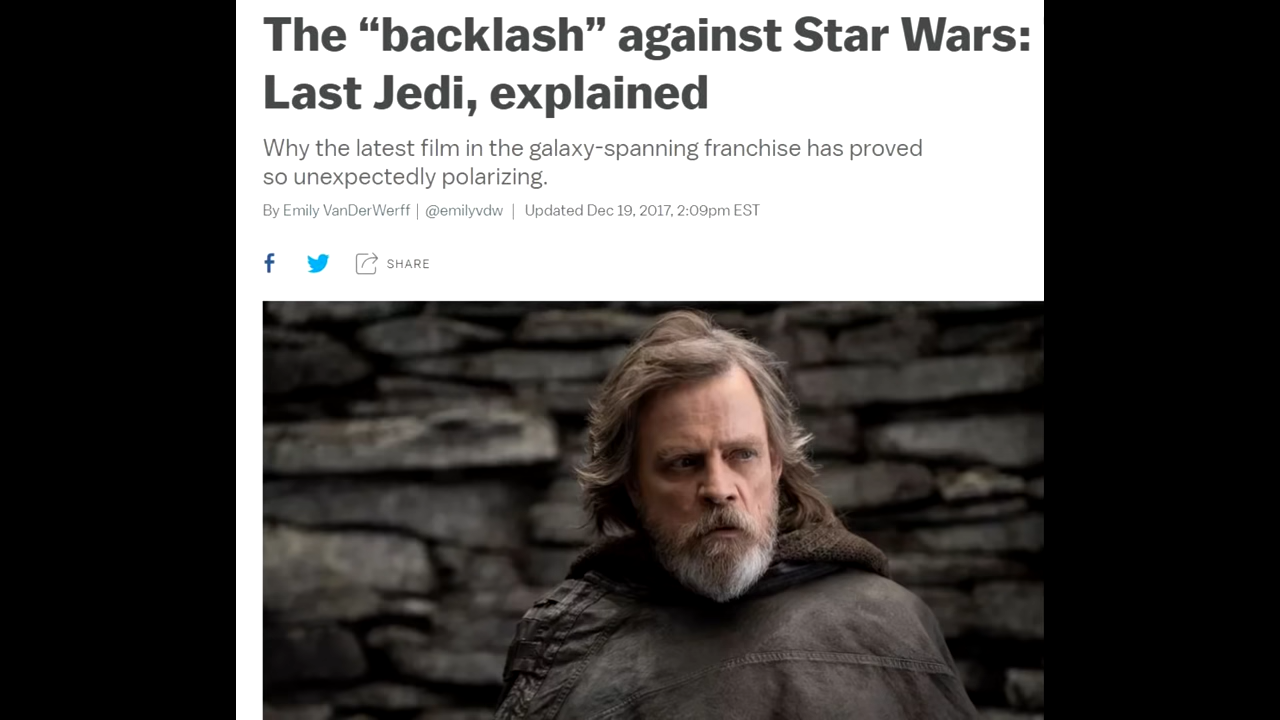 The “backlash” against Star Wars:
Last Jedi, explained
Why the latest film in the galaxy-spanning franchise has proved
so unexpectedly polarizing.
By Emily VanDerWerff | @emilyvdw | Updated Dec 19, 2017, 2:09pm EST
SHARE